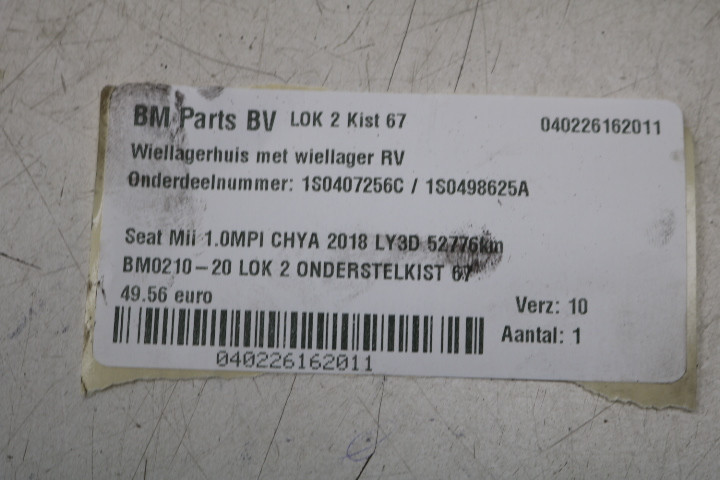 BM Parts BV LOK 2 Kist 67 040226162011
Wiellagerhuis met wiellager RV
Onderdeelnummer: 1S0407256C / 1S0498625A
Seat Mii 1.0MPI CHYA 2018 LY3D 52776km
BM0210-20 LOK 2 ONDERSTELKIST 67
49.56 euro
Verz: 10
Aantal: 1
040226162011